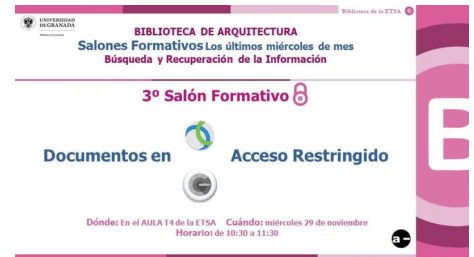 Biblioteca de la ETSA
UNIVERSIDAD
DE GRANADA
BIBLIOTECA DE ARQUITECTURA
Salones Formativos Los últimos miércoles de mes
Búsqueda y Recuperación de la Información
3º Salón Formativo
Documentos en Acceso Restringido
Dónde: En el AULA T4 de la ETSA Cuándo: miércoles 29 de noviembre
Horario: de 10:30 a 11:30
a-
B